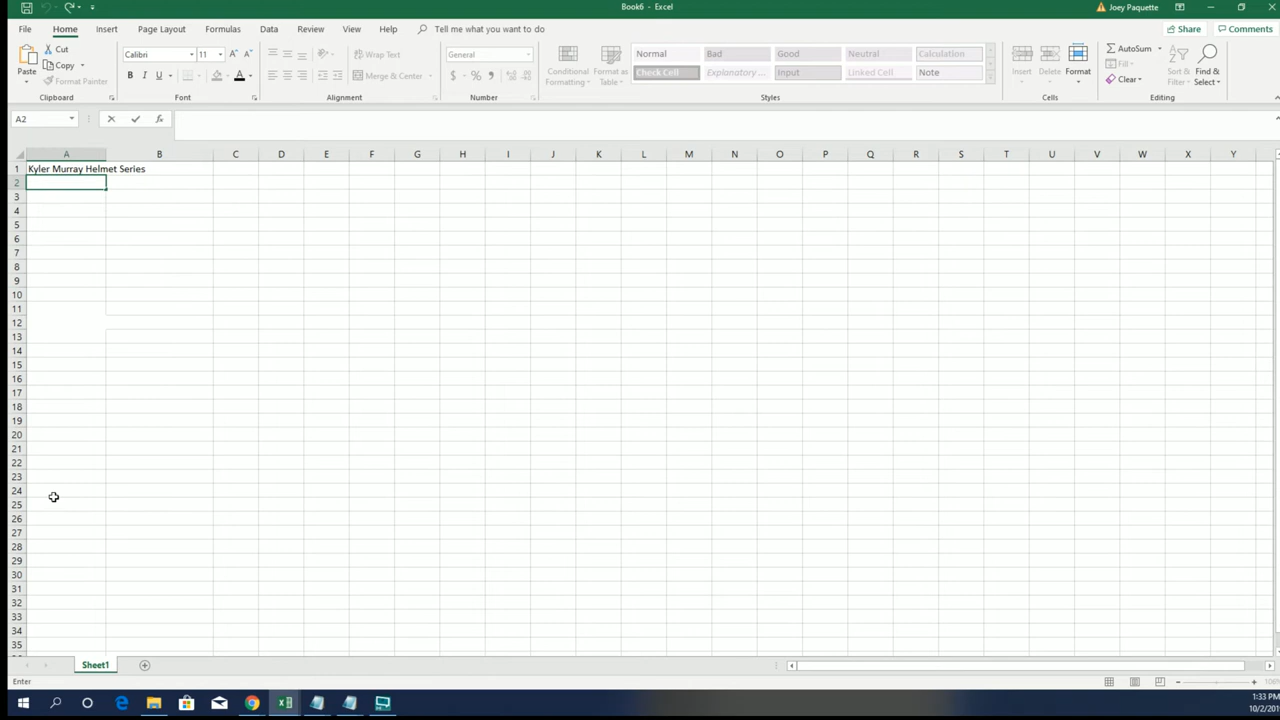 Book6 - Excel
Joey Paquette
File Home Insert Page Layout Formulas Data Review View Help Tell me what you want to do
Share Comments
Paste
Cut
Copy
Format Painter
Clipboard
Calibri 11
B I U
Font
Wrap Text
Merge & Center
Alignment
General
$ % ,
Number
Conditional Formatting
Format as Table
Normal Bad Good Neutral Calculation
Check Cell Explanatory ... Input Linked Cell Note
Styles
Insert Delete Format
Cells
AutoSum
Fill
Clear
Sort & Filter
Find & Select
Editing
A2
fx
A B C D E F G H I J K L M N O P Q R S T U V W X Y
1 Kyler Murray Helmet Series
2
3
4
5
6
7
8
9
10
11
12
13
14
15
16
17
18
19
20
21
22
23
24
25
26
27
28
29
30
31
32
33
34
35
Sheet1
Enter
1:33 PM
10/2/201